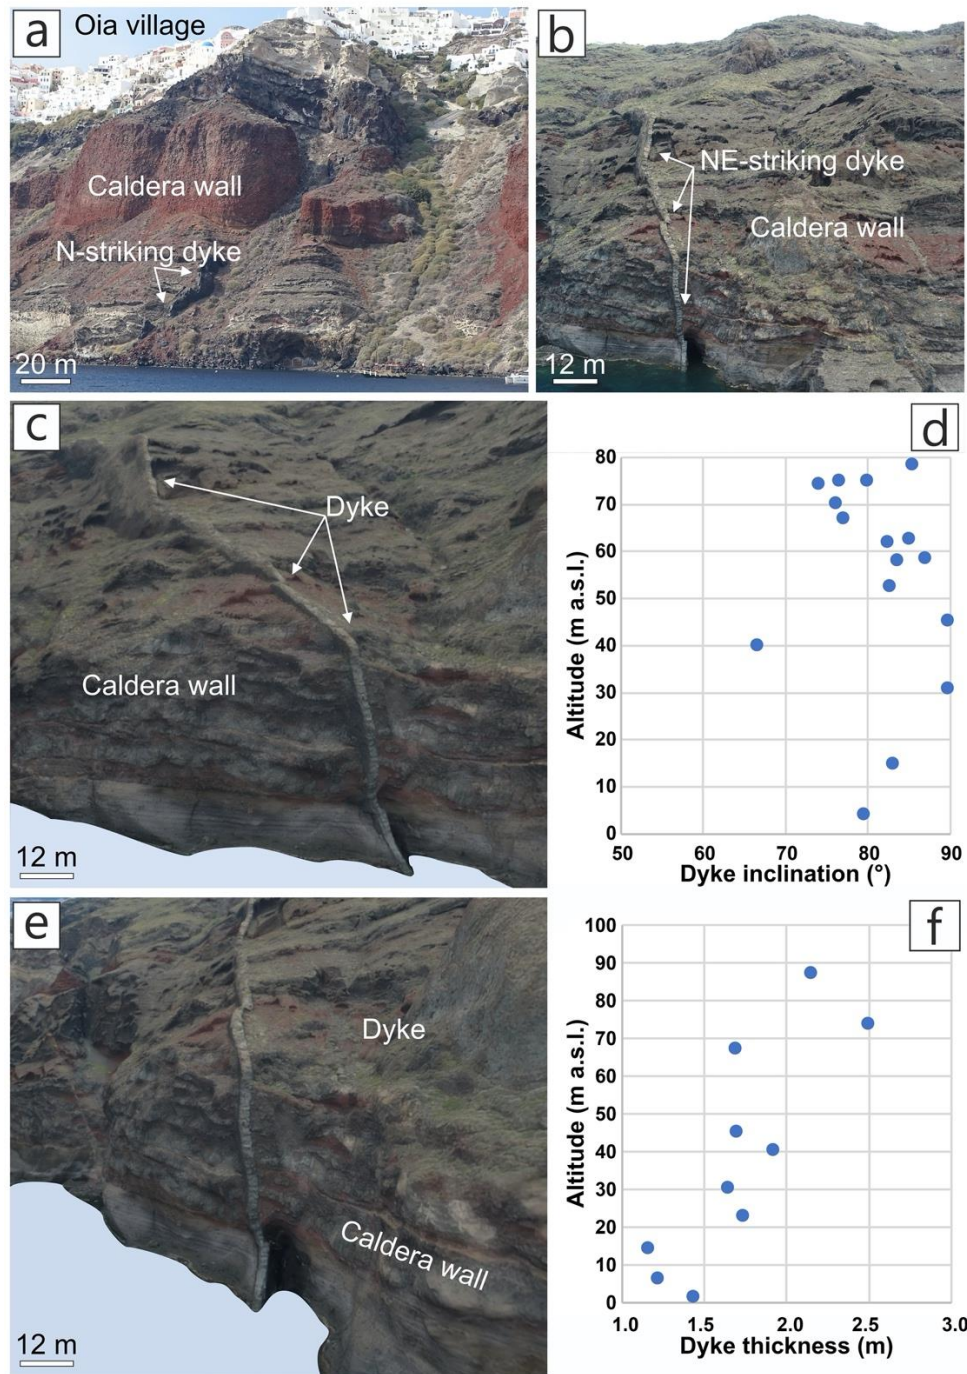 a
Oia village
Caldera wall
N-striking dyke
20 m
b
NE-striking dyke
Caldera wall
12 m
c
Dyke
Caldera wall
12 m
d
80
70
60
50
40
30
20
10
0
Altitude (m a.s.l.)
50 60 70 80 90
Dyke inclination (°)
e
Dyke
Caldera wall
12 m
f
100
90
80
70
60
50
40
30
20
10
0
Altitude (m a.s.l.)
1.0 1.5 2.0 2.5 3.0
Dyke thickness (m)